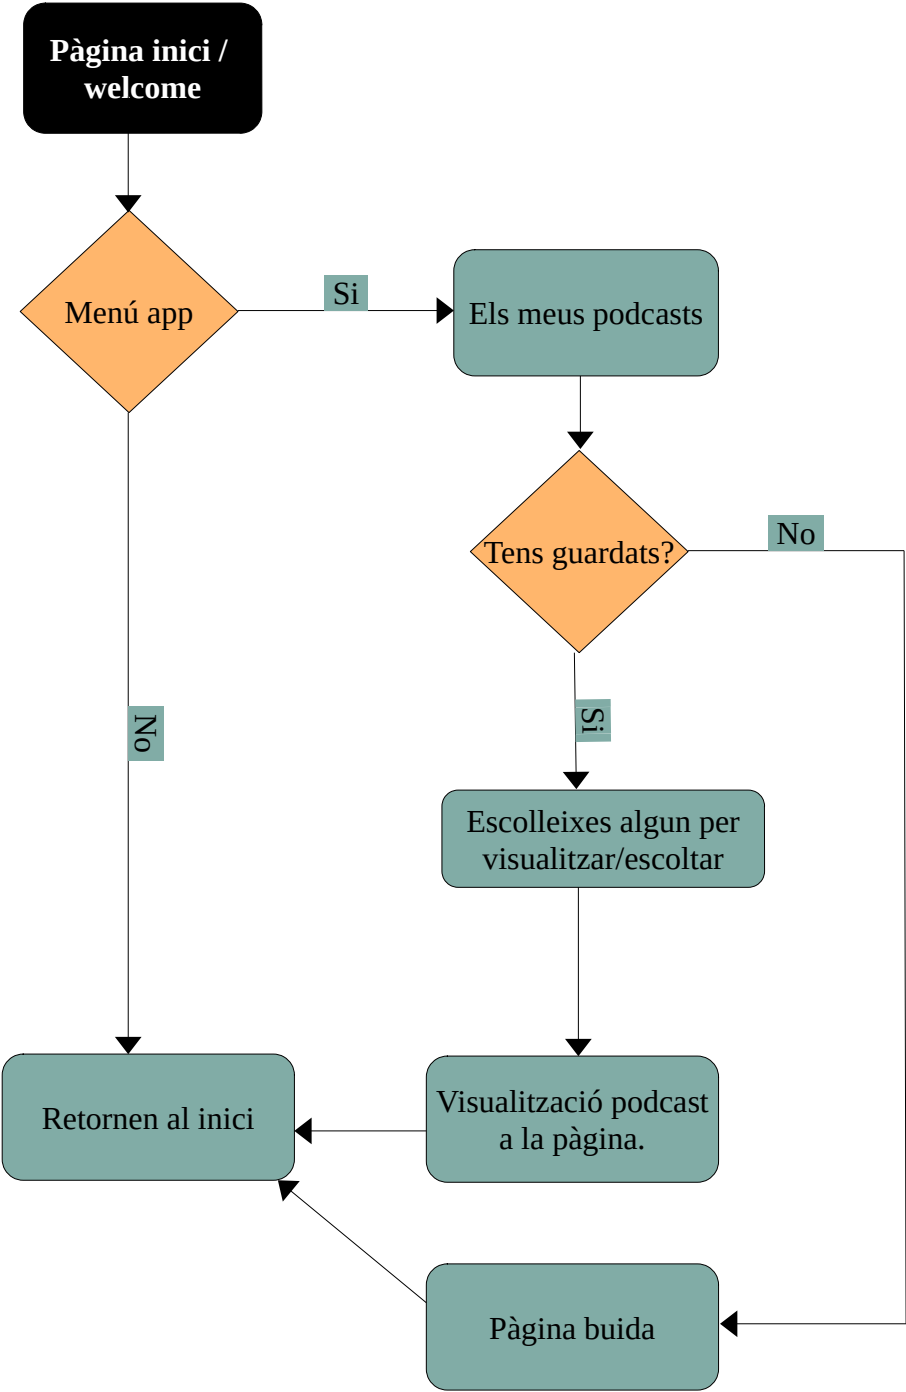 Pàgina inici /
welcome
Menú app
Si
Els meus podcasts
Tens guardats?
No
Si
No
Escolleixes algun per
visualitzar/escoltar
Retornen al inici
Visualització podcast
a la pàgina.
Pàgina buida